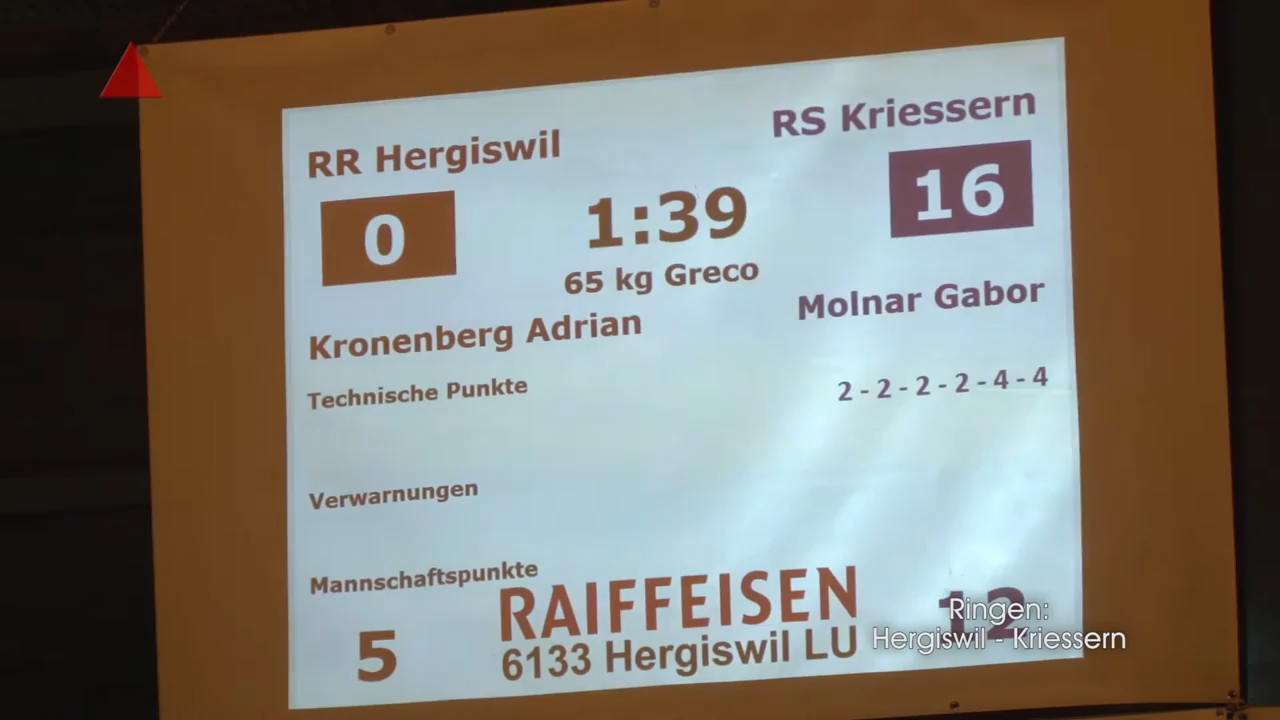 RR Hergiswil
RS Kriessern
0
1:39
16
65 kg Greco
Kronenberg Adrian
Molnar Gabor
Technische Punkte
2 - 2 - 2 - 2 - 4 - 4
Verwarnungen
Mannschaftspunkte
5
RAIFFEISEN
6133 Hergiswil LU
12
Ringen:
Hergiswil - Kriessern